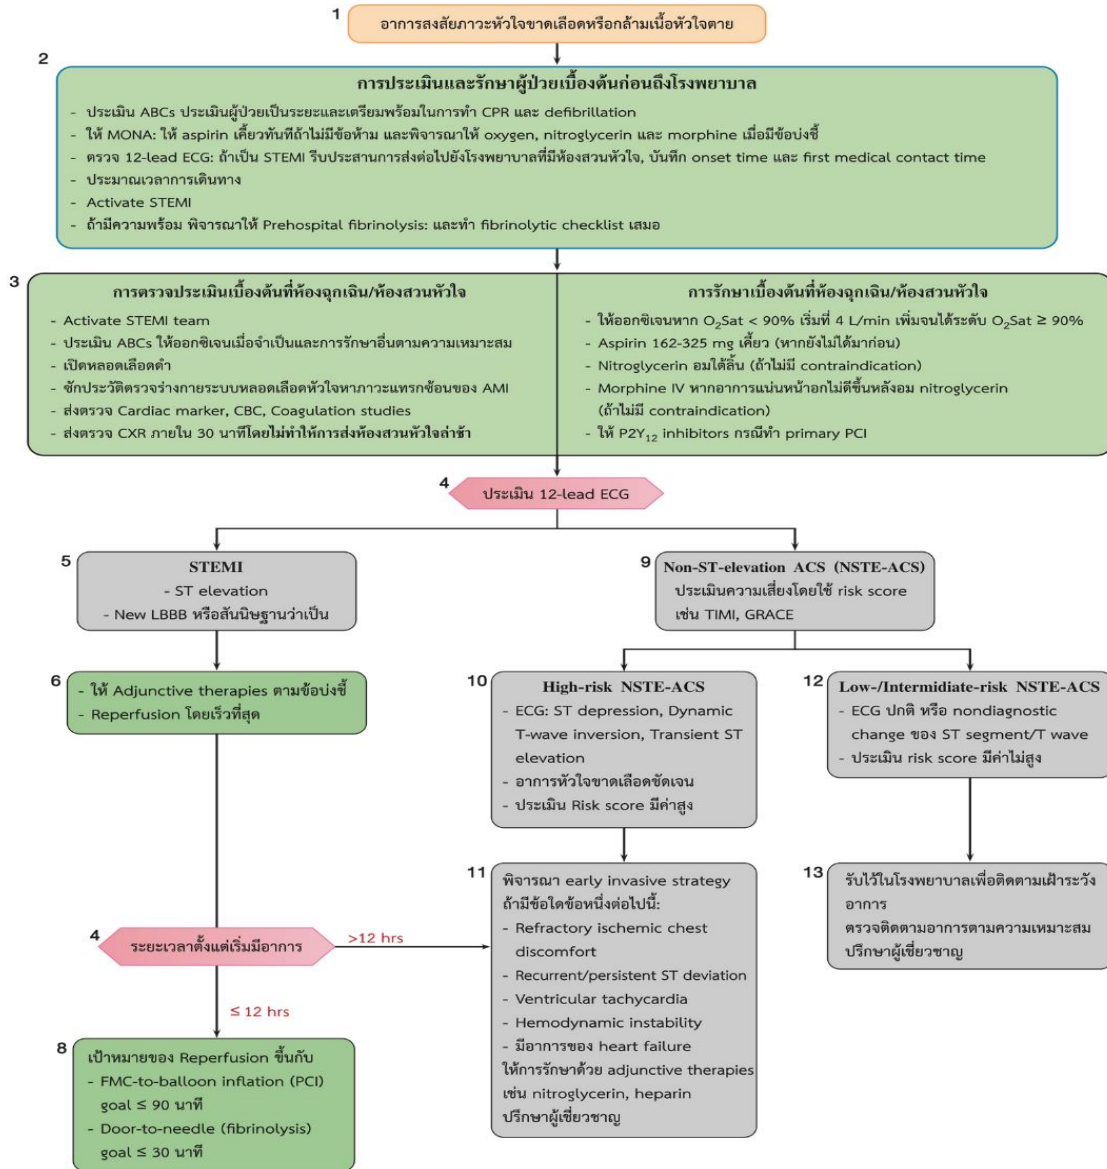 1
อาการสงสัยภาวะหัวใจขาดเลือดหรือกล้ามเนื้อหัวใจตาย
2
การประเมินและรักษาผู้ป่วยเบื้องต้นก่อนถึงโรงพยาบาล
- ประเมิน ABCs ประเมินผู้ป่วยเป็นระยะและเตรียมพร้อมในการทำ CPR และ defibrillation
- ให้ MONA: ให้ aspirin เคี้ยวทันทีถ้าไม่มีข้อห้าม และพิจารณาให้ oxygen, nitroglycerin และ morphine เมื่อมีข้อบ่งชี้
- ตรวจ 12-lead ECG: ถ้าเป็น STEMI รีบประสานการส่งต่อไปยังโรงพยาบาลที่มีห้องสวนหัวใจ, บันทึก onset time และ first medical contact time
- ประมาณเวลาการเดินทาง
- Activate STEMI
- ถ้ามีความพร้อม พิจารณาให้ Prehospital fibrinolysis: และทำ fibrinolytic checklist เสมอ
3
การตรวจประเมินเบื้องต้นที่ห้องฉุกเฉิน/ห้องสวนหัวใจ
- Activate STEMI team
- ประเมิน ABCs ให้ออกซิเจนเมื่อจำเป็นและการรักษาอื่นตามความเหมาะสม
- เปิดหลอดเลือดดำ
- ซักประวัติตรวจร่างกายระบบหลอดเลือดหัวใจหาภาวะแทรกซ้อนของ AMI
- ส่งตรวจ Cardiac marker, CBC, Coagulation studies
- ส่งตรวจ CXR ภายใน 30 นาทีโดยไม่ทำให้การส่งห้องสวนหัวใจล่าช้า
การรักษาเบื้องต้นที่ห้องฉุกเฉิน/ห้องสวนหัวใจ
- ให้ออกซิเจนหาก O₂Sat < 90% เริ่มที่ 4 L/min เพิ่มจนได้ระดับ O₂Sat ≥ 90%
- Aspirin 162-325 mg เคี้ยว (หากยังไม่ได้มาก่อน)
- Nitroglycerin อมใต้ลิ้น (ถ้าไม่มี contraindication)
- Morphine IV หากอาการแน่นหน้าอกไม่ดีขึ้นหลังอม nitroglycerin
(ถ้าไม่มี contraindication)
- ให้ P2Y₁₂ inhibitors กรณีทำ primary PCI
4
ประเมิน 12-lead ECG
5
STEMI
- ST elevation
- New LBBB หรือสันนิษฐานว่าเป็น
6
- ให้ Adjunctive therapies ตามข้อบ่งชี้
- Reperfusion โดยเร็วที่สุด
4
ระยะเวลาตั้งแต่เริ่มมีอาการ
>12 hrs
≤ 12 hrs
8
เป้าหมายของ Reperfusion ขึ้นกับ
- FMC-to-balloon inflation (PCI)
goal ≤ 90 นาที
- Door-to-needle (fibrinolysis)
goal ≤ 30 นาที
9
Non-ST-elevation ACS (NSTE-ACS)
ประเมินความเสี่ยงโดยใช้ risk score
เช่น TIMI, GRACE
10
High-risk NSTE-ACS
- ECG: ST depression, Dynamic
T-wave inversion, Transient ST
elevation
- อาการหัวใจขาดเลือดชัดเจน
- ประเมิน Risk score มีค่าสูง
11
พิจารณา early invasive strategy
ถ้ามีข้อใดข้อหนึ่งต่อไปนี้:
- Refractory ischemic chest
discomfort
- Recurrent/persistent ST deviation
- Ventricular tachycardia
- Hemodynamic instability
- มีอาการของ heart failure
ให้การรักษาด้วย adjunctive therapies
เช่น nitroglycerin, heparin
ปรึกษาผู้เชี่ยวชาญ
12
Low-/Intermidiate-risk NSTE-ACS
- ECG ปกติ หรือ nondiagnostic
change ของ ST segment/T wave
- ประเมิน risk score มีค่าไม่สูง
13
รับไว้ในโรงพยาบาลเพื่อติดตามเฝ้าระวัง
อาการ
ตรวจติดตามอาการตามความเหมาะสม
ปรึกษาผู้เชี่ยวชาญ